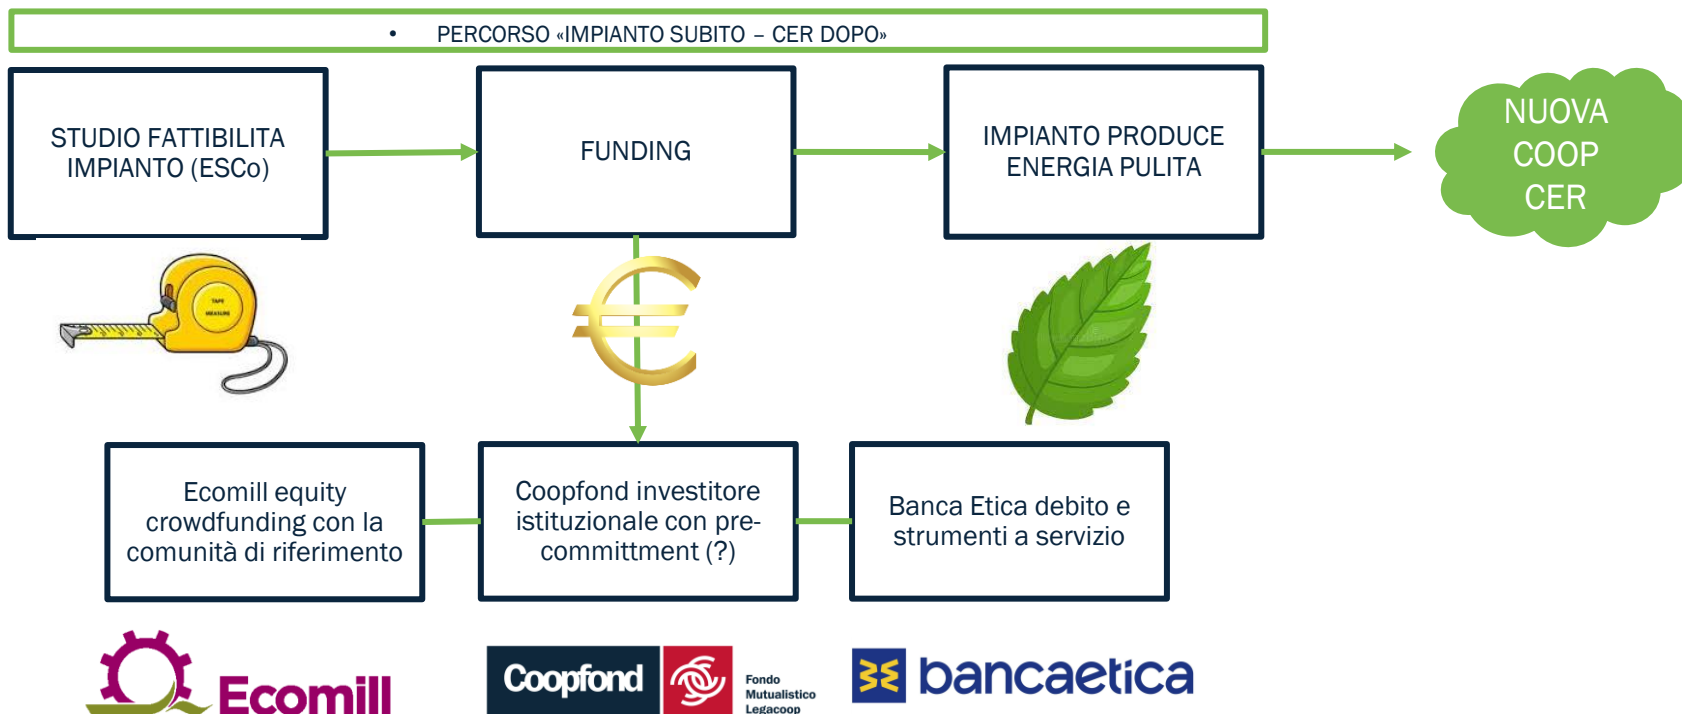 • PERCORSO «IMPIANTO SUBITO – CER DOPO»
STUDIO FATTIBILITA
IMPIANTO (ESCo)
FUNDING
IMPIANTO PRODUCE
ENERGIA PULITA
NUOVA
COOP
CER
TAPE
MEASURE
Ecomill equity
crowdfunding con la
comunità di riferimento
Coopfond investitore
istituzionale con pre-
committment (?)
Banca Etica debito e
strumenti a servizio
Ecomill
Coopfond
Fondo
Mutualistico
Legacoop
bancaetica